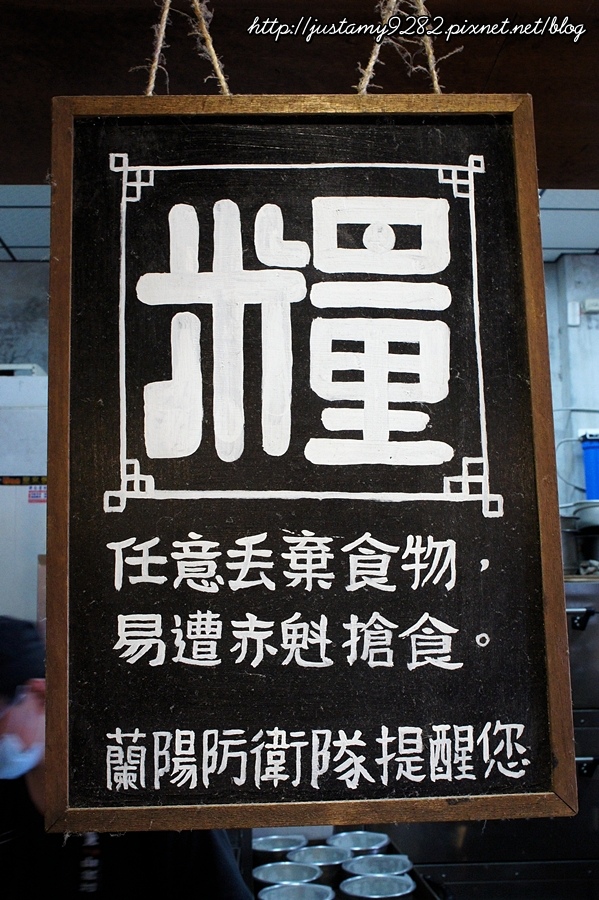 http://justamy9282.pixnet.net/blog
糧
任意丟棄食物，
易遭赤魁搶食。
蘭陽防衛隊提醒您